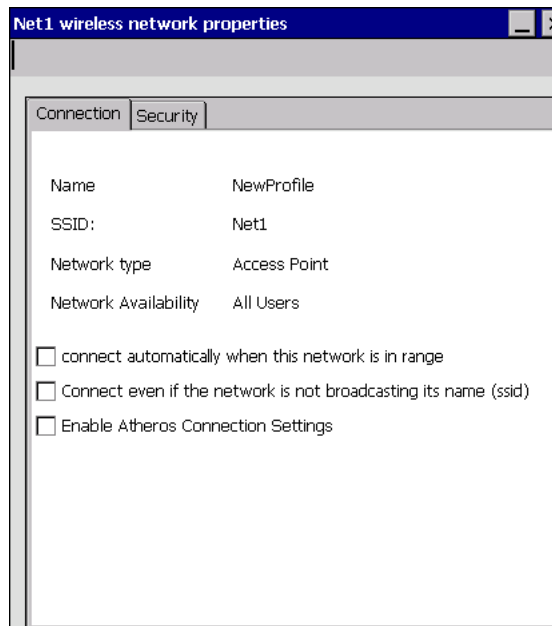 Net1 wireless network properties
Connection Security
Name NewProfile
SSID: Net1
Network type Access Point
Network Availability All Users
connect automatically when this network is in range
Connect even if the network is not broadcasting its name (ssid)
Enable Atheros Connection Settings